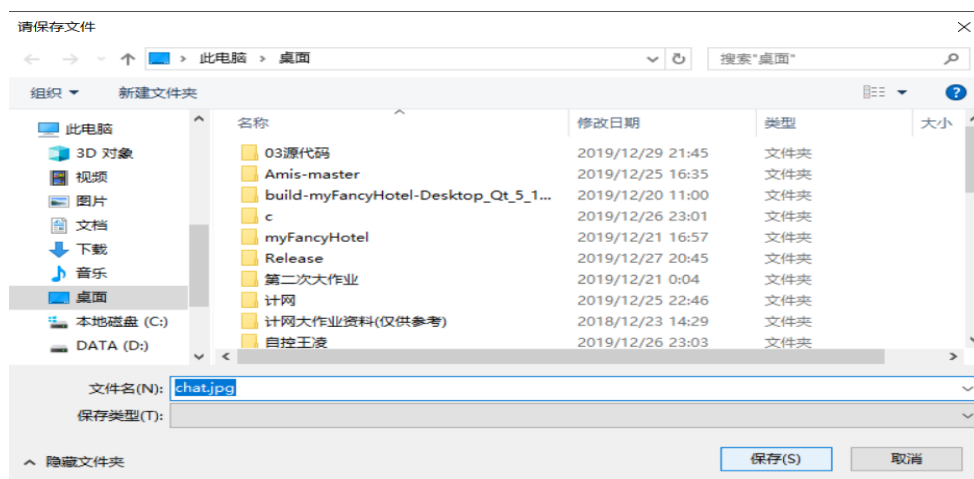 请保存文件
此电脑 > 桌面
搜索"桌面"
组织
新建文件夹
名称 修改日期 类型 大小
此电脑
3D 对象
视频
图片
文档
下载
音乐
桌面
本地磁盘 (C:)
DATA (D:)
03源代码 2019/12/29 21:45 文件夹
Amis-master 2019/12/25 16:35 文件夹
build-myFancyHotel-Desktop_Qt_5_1... 2019/12/20 11:00 文件夹
c 2019/12/26 23:01 文件夹
myFancyHotel 2019/12/21 16:57 文件夹
Release 2019/12/27 20:45 文件夹
第二次大作业 2019/12/21 0:04 文件夹
计网 2019/12/25 22:46 文件夹
计网大作业资料(仅供参考) 2018/12/23 14:29 文件夹
自控王凌 2019/12/26 23:03 文件夹
文件名(N): chat.jpg
保存类型(T):
隐藏文件夹
保存(S)
取消